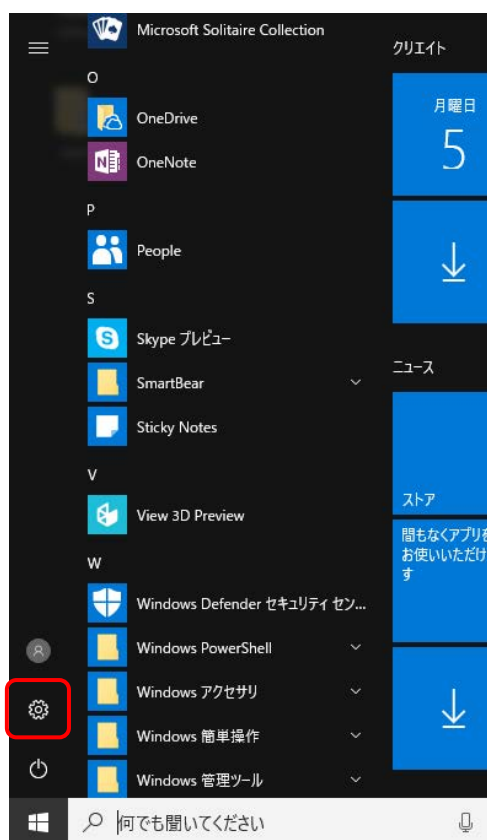 Microsoft Solitaire Collection
O
OneDrive
OneNote
P
People
S
Skype プレビュー
SmartBear
Sticky Notes
V
View 3D Preview
W
Windows Defender セキュリティ セン...
Windows PowerShell
Windows アクセサリ
Windows 簡単操作
Windows 管理ツール
何でも聞いてください
クリエイト
月曜日
5
ニュース
ストア
間もなくアプリを
お使いいただけ
す